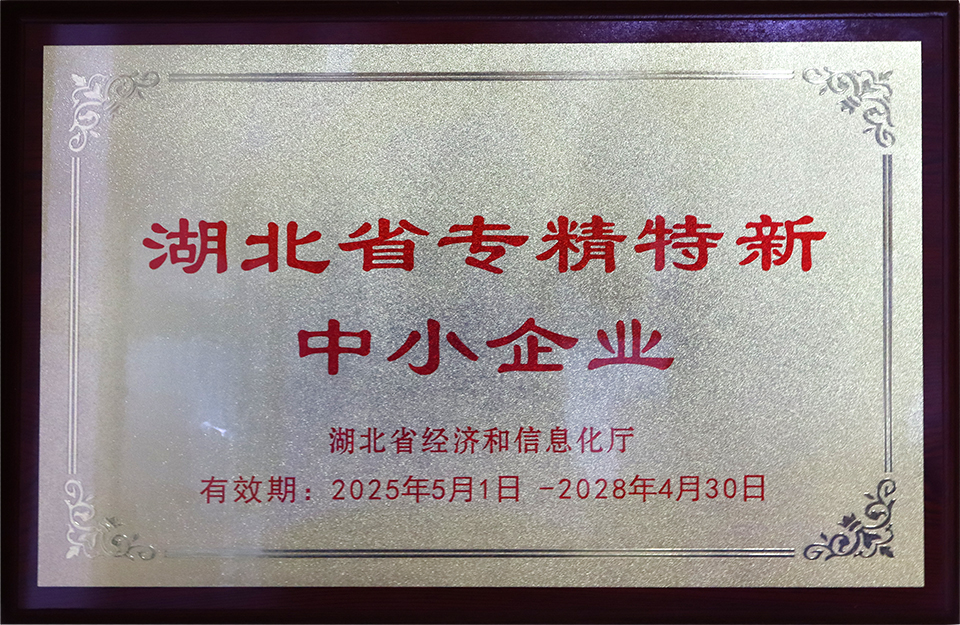 湖北省专精特新
中小企业
湖北省经济和信息化厅
有效期：2025年5月1日 -2028年4月30日